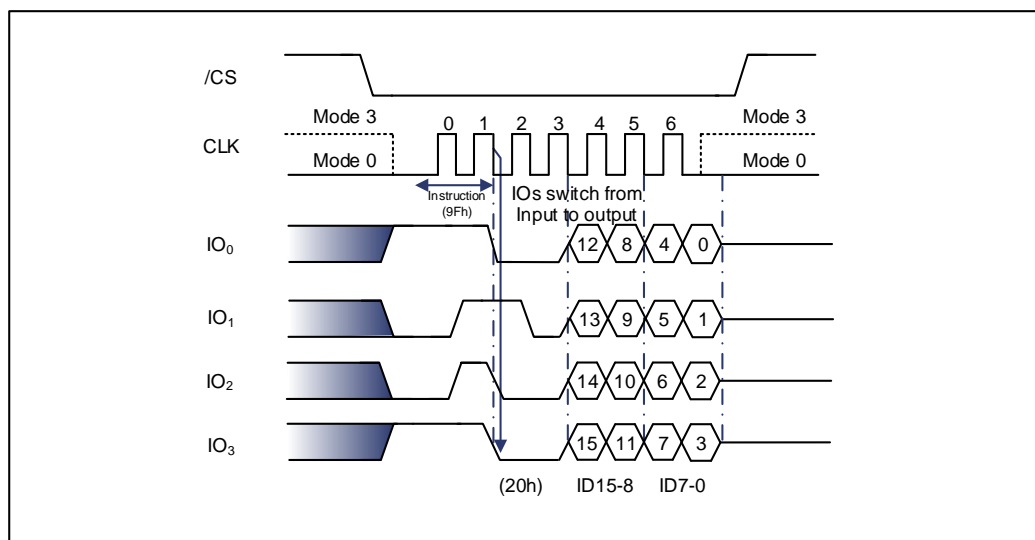 /CS
Mode 3
Mode 3
0 1 2 3 4 5 6
CLK
Mode 0
Mode 0
Instruction
(9Fh)
IOs switch from
Input to output
IO0 12 8 4 0
IO1 13 9 5 1
IO2 14 10 6 2
IO3 15 11 7 3
(20h) ID15-8 ID7-0